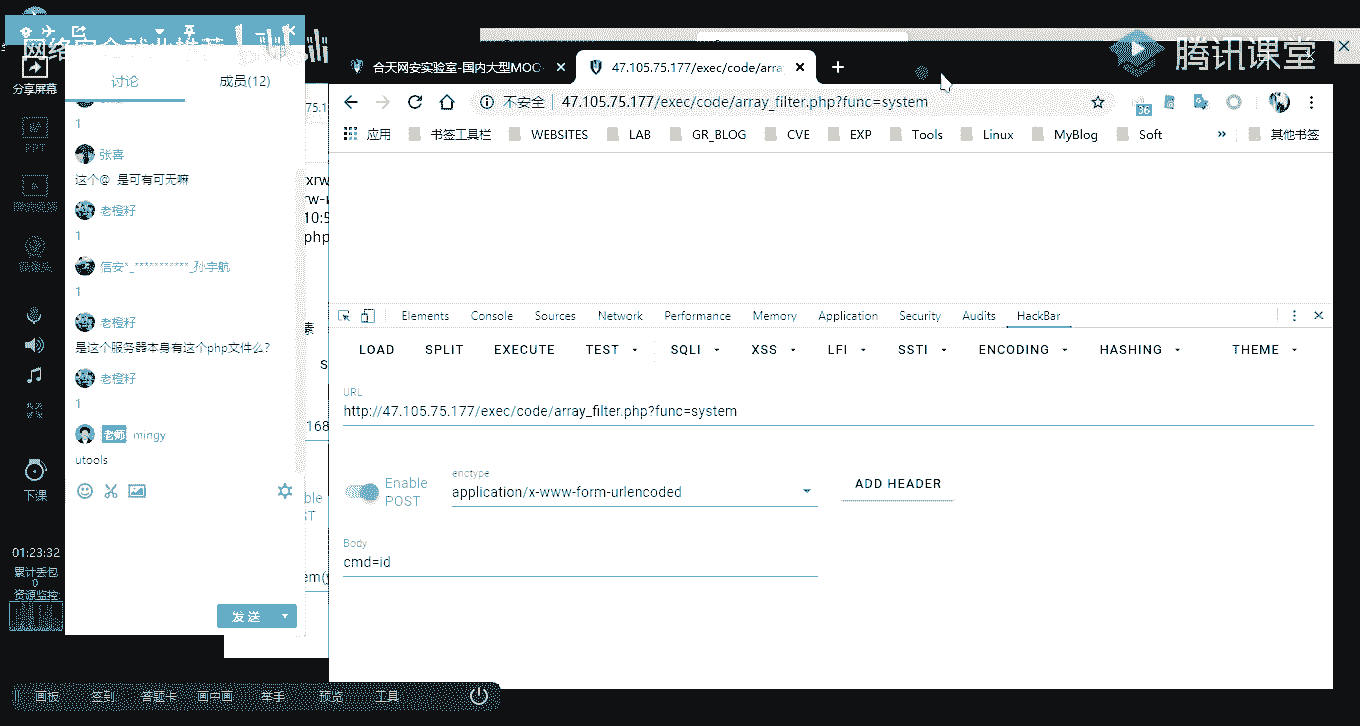 网络安全就业推荐
腾讯课堂
分享屏幕
PPT
讨论
成员(12)
1
张喜
这个@ 是可有可无嘛
老橙籽
1
信安*_***********_孙宇航
1
老橙籽
是这个服务器本身有这个php文件么?
老橙籽
1
老师 mingy
utools
发 送
下课
01:23:32
累计丢包
0
资源监控
画板
签到
答题卡
画中画
举手
预览
工具
合天网安实验室-国内大型MOO
47.105.75.177/exec/code/arra
不安全
47.105.75.177/exec/code/array_filter.php?func=system
36
应用
书签工具栏
WEBSITES
LAB
GR_BLOG
CVE
EXP
Tools
Linux
MyBlog
Soft
»
其他书签
Elements
Console
Sources
Network
Performance
Memory
Application
Security
Audits
HackBar
LOAD
SPLIT
EXECUTE
TEST
SQLI
XSS
LFI
SSTI
ENCODING
HASHING
THEME
URL
http://47.105.75.177/exec/code/array_filter.php?func=system
Enable
POST
enctype
application/x-www-form-urlencoded
ADD HEADER
Body
cmd=id